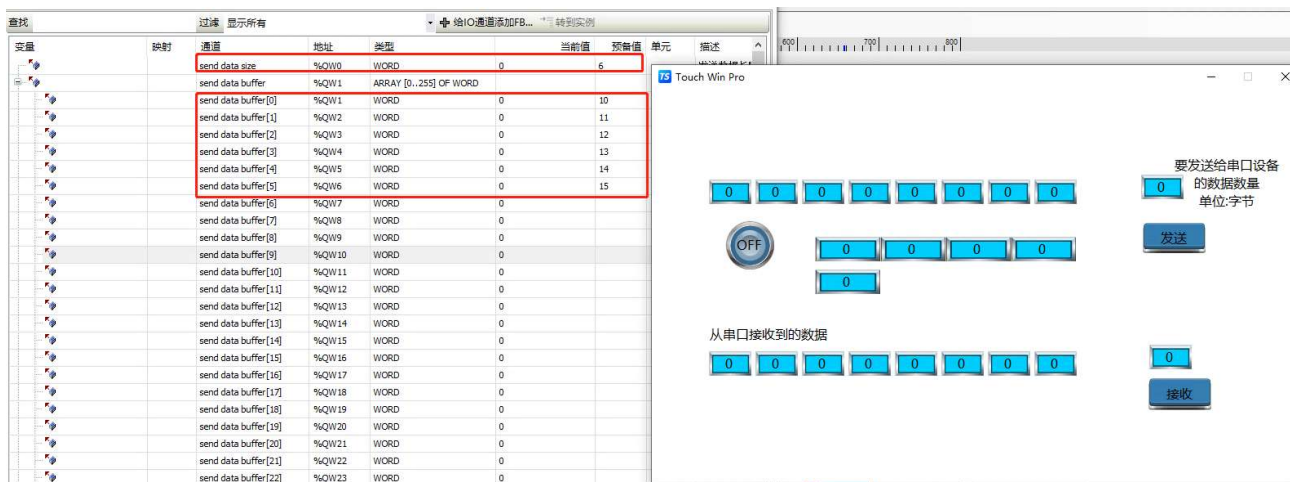 查找 过滤 显示所有 给IO通道添加FB... 转到实例
变量 映射 通道 地址 类型 当前值 预备值 单元 描述
send data size %QW0 WORD 0 6
send data buffer %QW1 ARRAY [0..255] OF WORD
send data buffer[0] %QW1 WORD 0 10
send data buffer[1] %QW2 WORD 0 11
send data buffer[2] %QW3 WORD 0 12
send data buffer[3] %QW4 WORD 0 13
send data buffer[4] %QW5 WORD 0 14
send data buffer[5] %QW6 WORD 0 15
send data buffer[6] %QW7 WORD 0
send data buffer[7] %QW8 WORD 0
send data buffer[8] %QW9 WORD 0
send data buffer[9] %QW10 WORD 0
send data buffer[10] %QW11 WORD 0
send data buffer[11] %QW12 WORD 0
send data buffer[12] %QW13 WORD 0
send data buffer[13] %QW14 WORD 0
send data buffer[14] %QW15 WORD 0
send data buffer[15] %QW16 WORD 0
send data buffer[16] %QW17 WORD 0
send data buffer[17] %QW18 WORD 0
send data buffer[18] %QW19 WORD 0
send data buffer[19] %QW20 WORD 0
send data buffer[20] %QW21 WORD 0
send data buffer[21] %QW22 WORD 0
send data buffer[22] %QW23 WORD 0
600 700 800
TS Touch Win Pro
要发送给串口设备
0 0 0 0 0 0 0 0 0 的数据数量
单位:字节
OFF 0 0 0 0 发送
0
从串口接收到的数据
0 0 0 0 0 0 0 0 0
接收